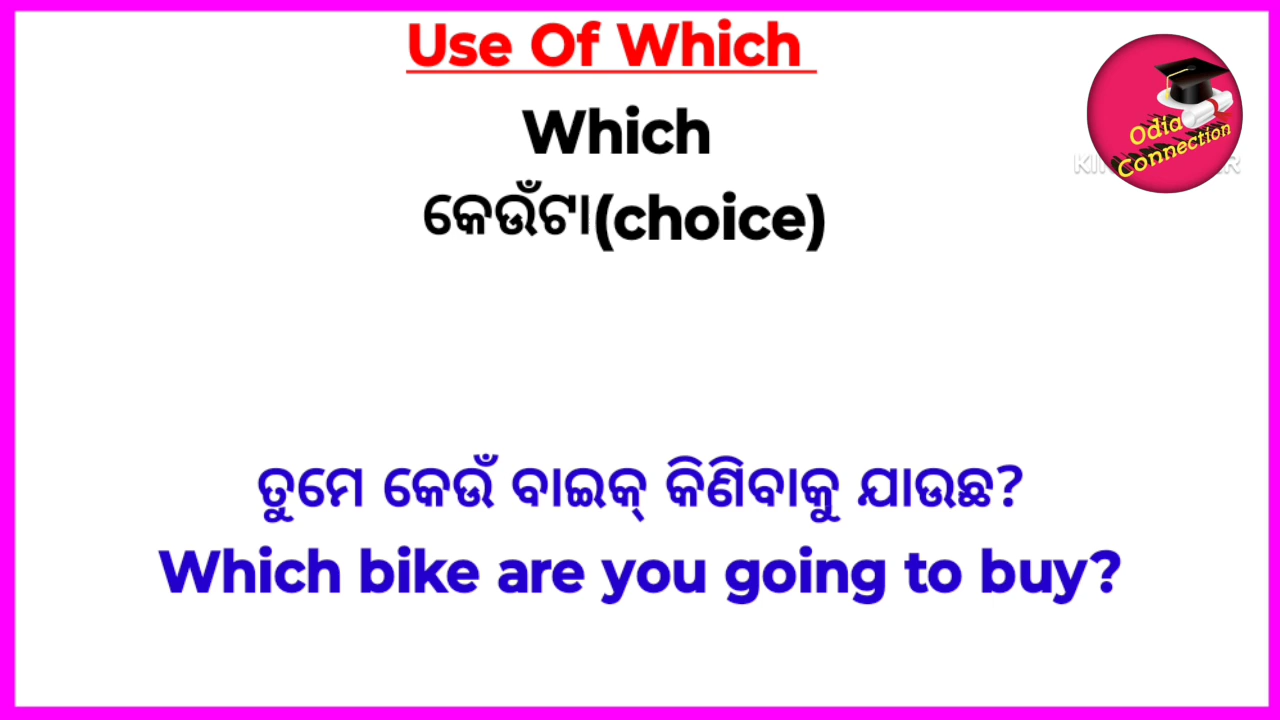 Use Of Which
Which
କେଉଁଟା(choice)
Odia
Connection
ତୁମେ କେଉଁ ବାଇକ୍ କିଣିବାକୁ ଯାଉଛ?
Which bike are you going to buy?